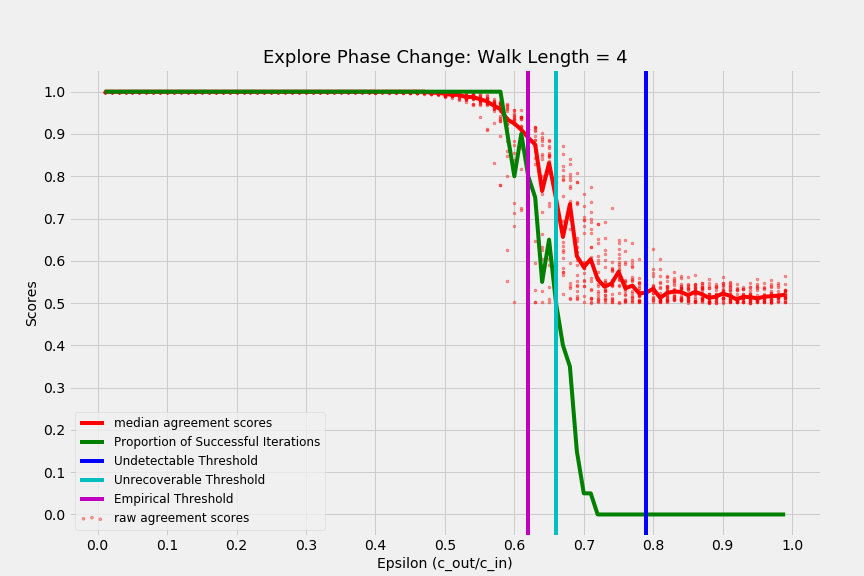 Explore Phase Change: Walk Length = 4
Scores
1.0
0.9
0.8
0.7
0.6
0.5
0.4
0.3
0.2
0.1
0.0
median agreement scores
Proportion of Successful Iterations
Undetectable Threshold
Unrecoverable Threshold
Empirical Threshold
raw agreement scores
0.0 0.1 0.2 0.3 0.4 0.5 0.6 0.7 0.8 0.9 1.0
Epsilon (c_out/c_in)